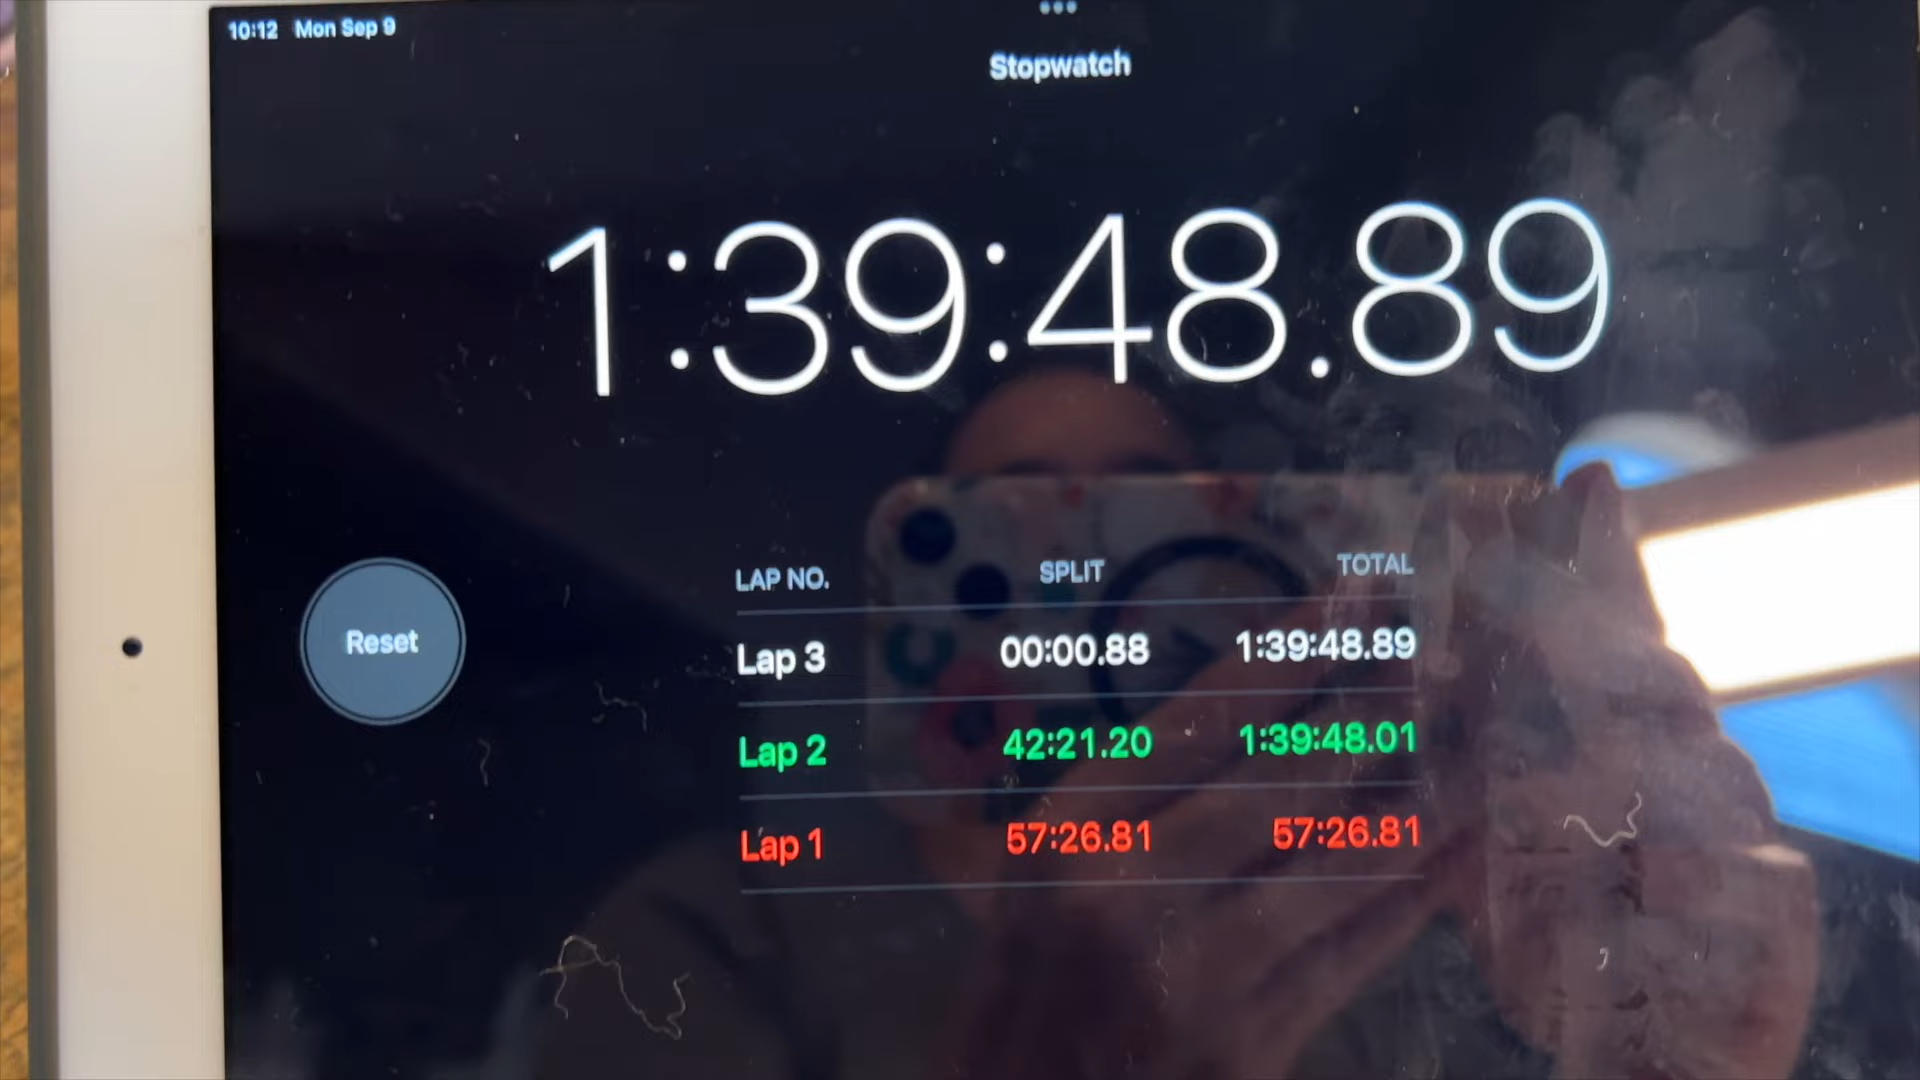 10:12 Mon Sep 9
Stopwatch
1:39:48.89
Reset
LAP NO. SPLIT TOTAL
Lap 3 00:00.88 1:39:48.89
Lap 2 42:21.20 1:39:48.01
Lap 1 57:26.81 57:26.81